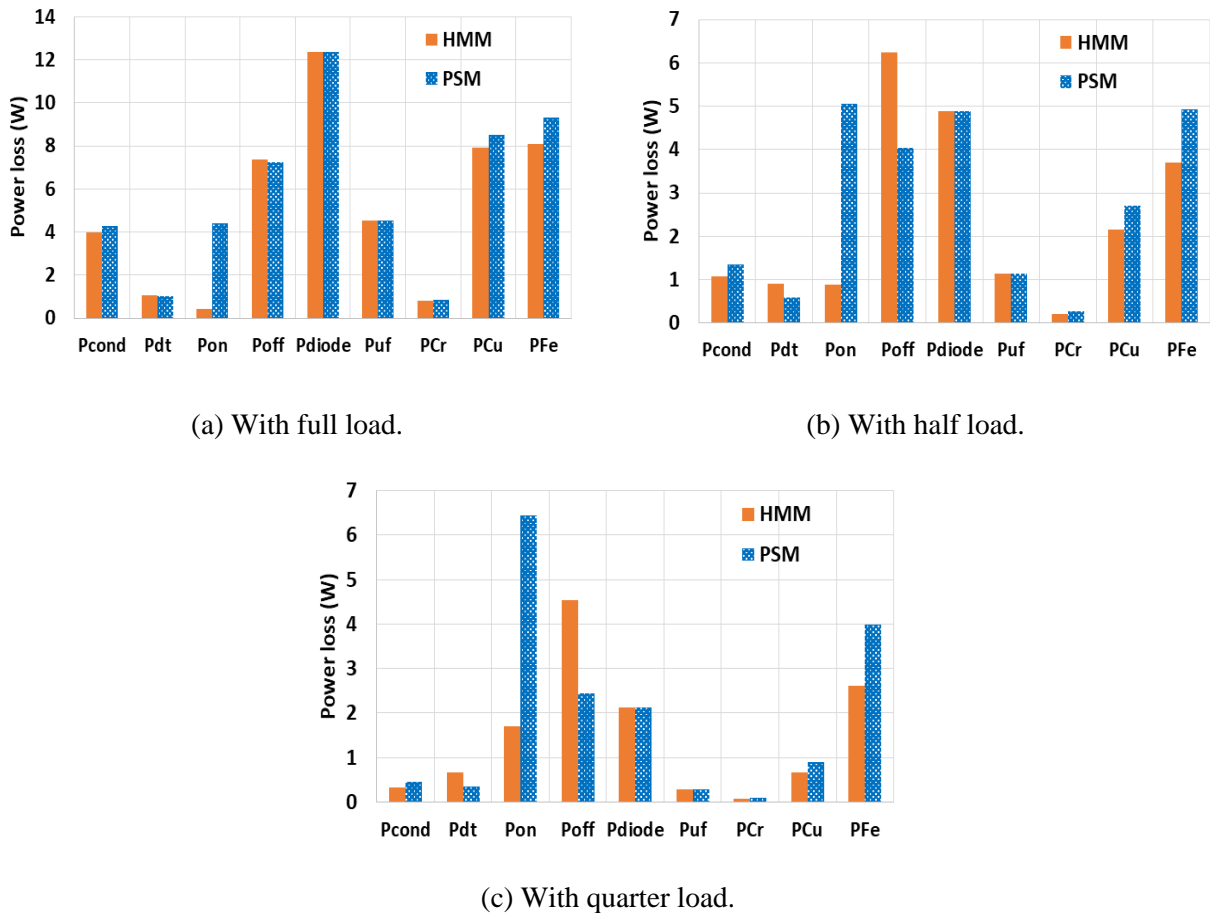 Power loss (W)
14
12
10
8
6
4
2
0
HMM
PSM
Pcond Pdt Pon Poff Pdiode Puf PCr PCu PFe
(a) With full load.
Power loss (W)
7
6
5
4
3
2
1
0
HMM
PSM
Pcond Pdt Pon Poff Pdiode Puf PCr PCu PFe
(b) With half load.
Power loss (W)
7
6
5
4
3
2
1
0
HMM
PSM
Pcond Pdt Pon Poff Pdiode Puf PCr PCu PFe
(c) With quarter load.